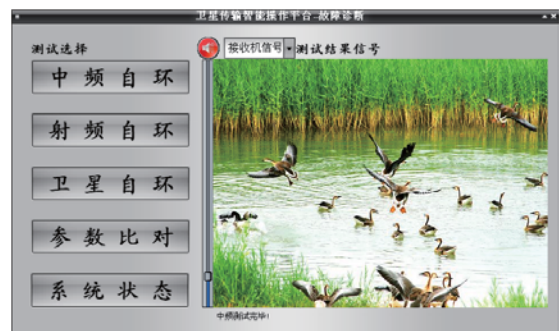 卫星传输智能操作平台-故障诊断
测试选择
接收机信号 测试结果信号
中频自环
射频自环
卫星自环
参数比对
系统状态
中频测试完毕!